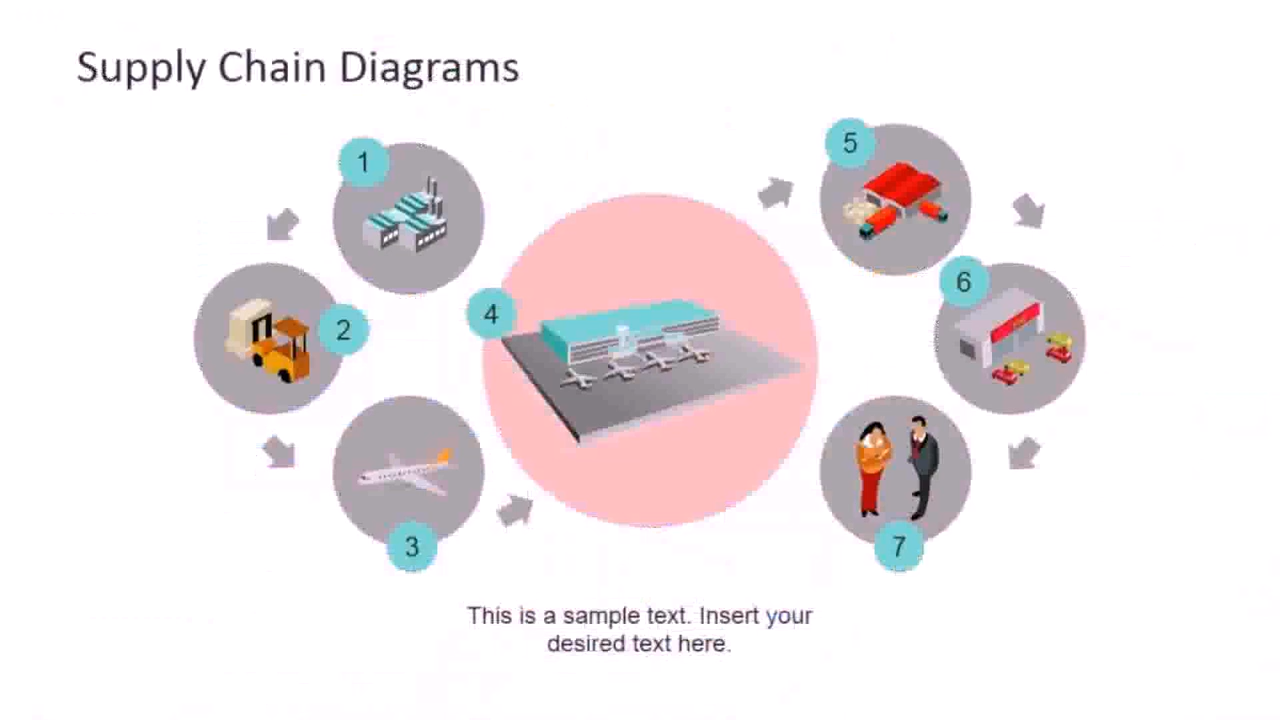 Supply Chain Diagrams
1
2
3
4
5
6
7
This is a sample text. Insert your
desired text here.